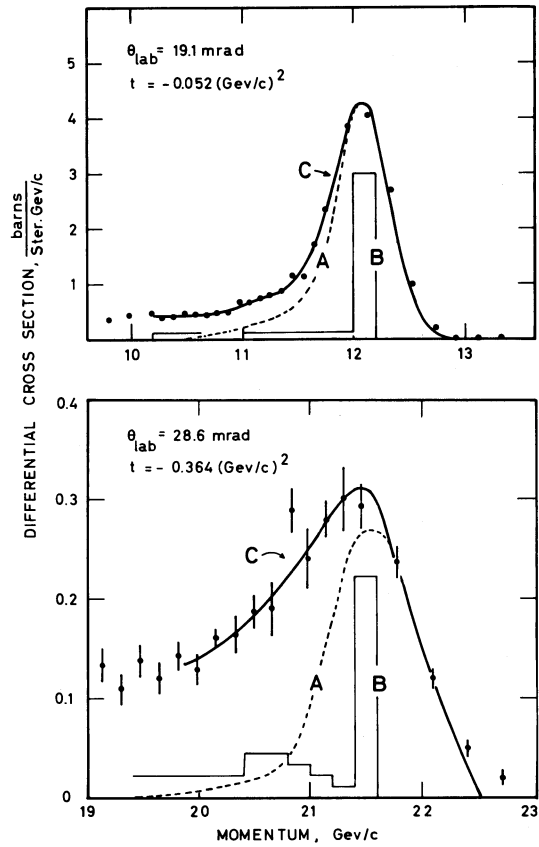 θlab = 19.1 mrad
t = -0.052 (Gev/c)²
5
4
3
2
1
C
A
B
10
11
12
13
DIFFERENTIAL CROSS SECTION, barns / Ster. Gev/c
0.4
θlab = 28.6 mrad
t = - 0.364 (Gev/c)²
0.3
0.2
0.1
0
C
A
B
19
20
21
22
23
MOMENTUM, Gev/c